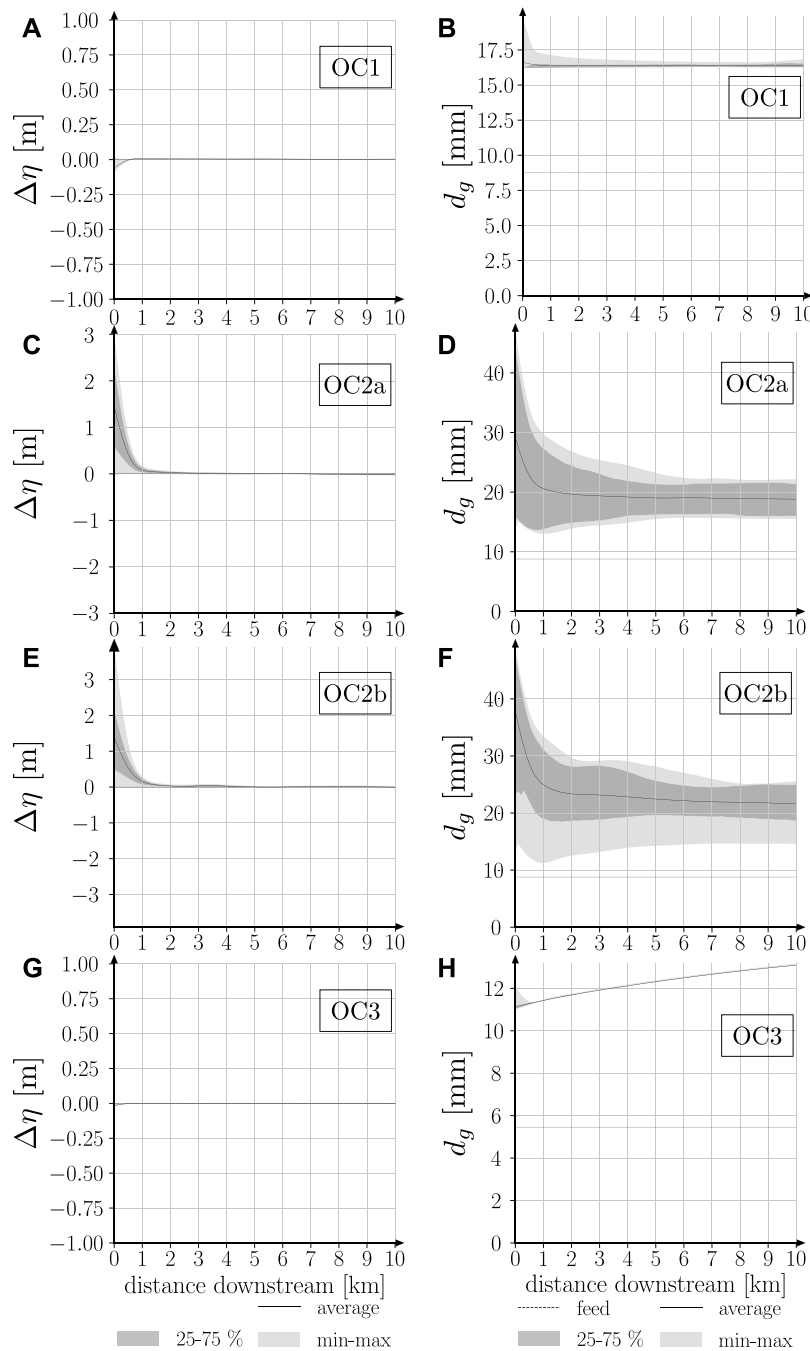 A
1.00
0.75
0.50
0.25
0.00
−0.25
−0.50
−0.75
−1.00
Δη [m]
OC1
0 1 2 3 4 5 6 7 8 9 10
B
17.5
15.0
12.5
10.0
7.5
5.0
2.5
0.0
d_g [mm]
OC1
0 1 2 3 4 5 6 7 8 9 10
C
3
2
1
0
−1
−2
−3
Δη [m]
OC2a
0 1 2 3 4 5 6 7 8 9 10
D
40
30
20
10
0
d_g [mm]
OC2a
0 1 2 3 4 5 6 7 8 9 10
E
3
2
1
0
−1
−2
−3
Δη [m]
OC2b
0 1 2 3 4 5 6 7 8 9 10
F
40
30
20
10
0
d_g [mm]
OC2b
0 1 2 3 4 5 6 7 8 9 10
G
1.00
0.75
0.50
0.25
0.00
−0.25
−0.50
−0.75
−1.00
Δη [m]
OC3
0 1 2 3 4 5 6 7 8 9 10
distance downstream [km]
average
25-75 % min-max
H
12
10
8
6
4
2
0
d_g [mm]
OC3
0 1 2 3 4 5 6 7 8 9 10
distance downstream [km]
feed average
25-75 % min-max